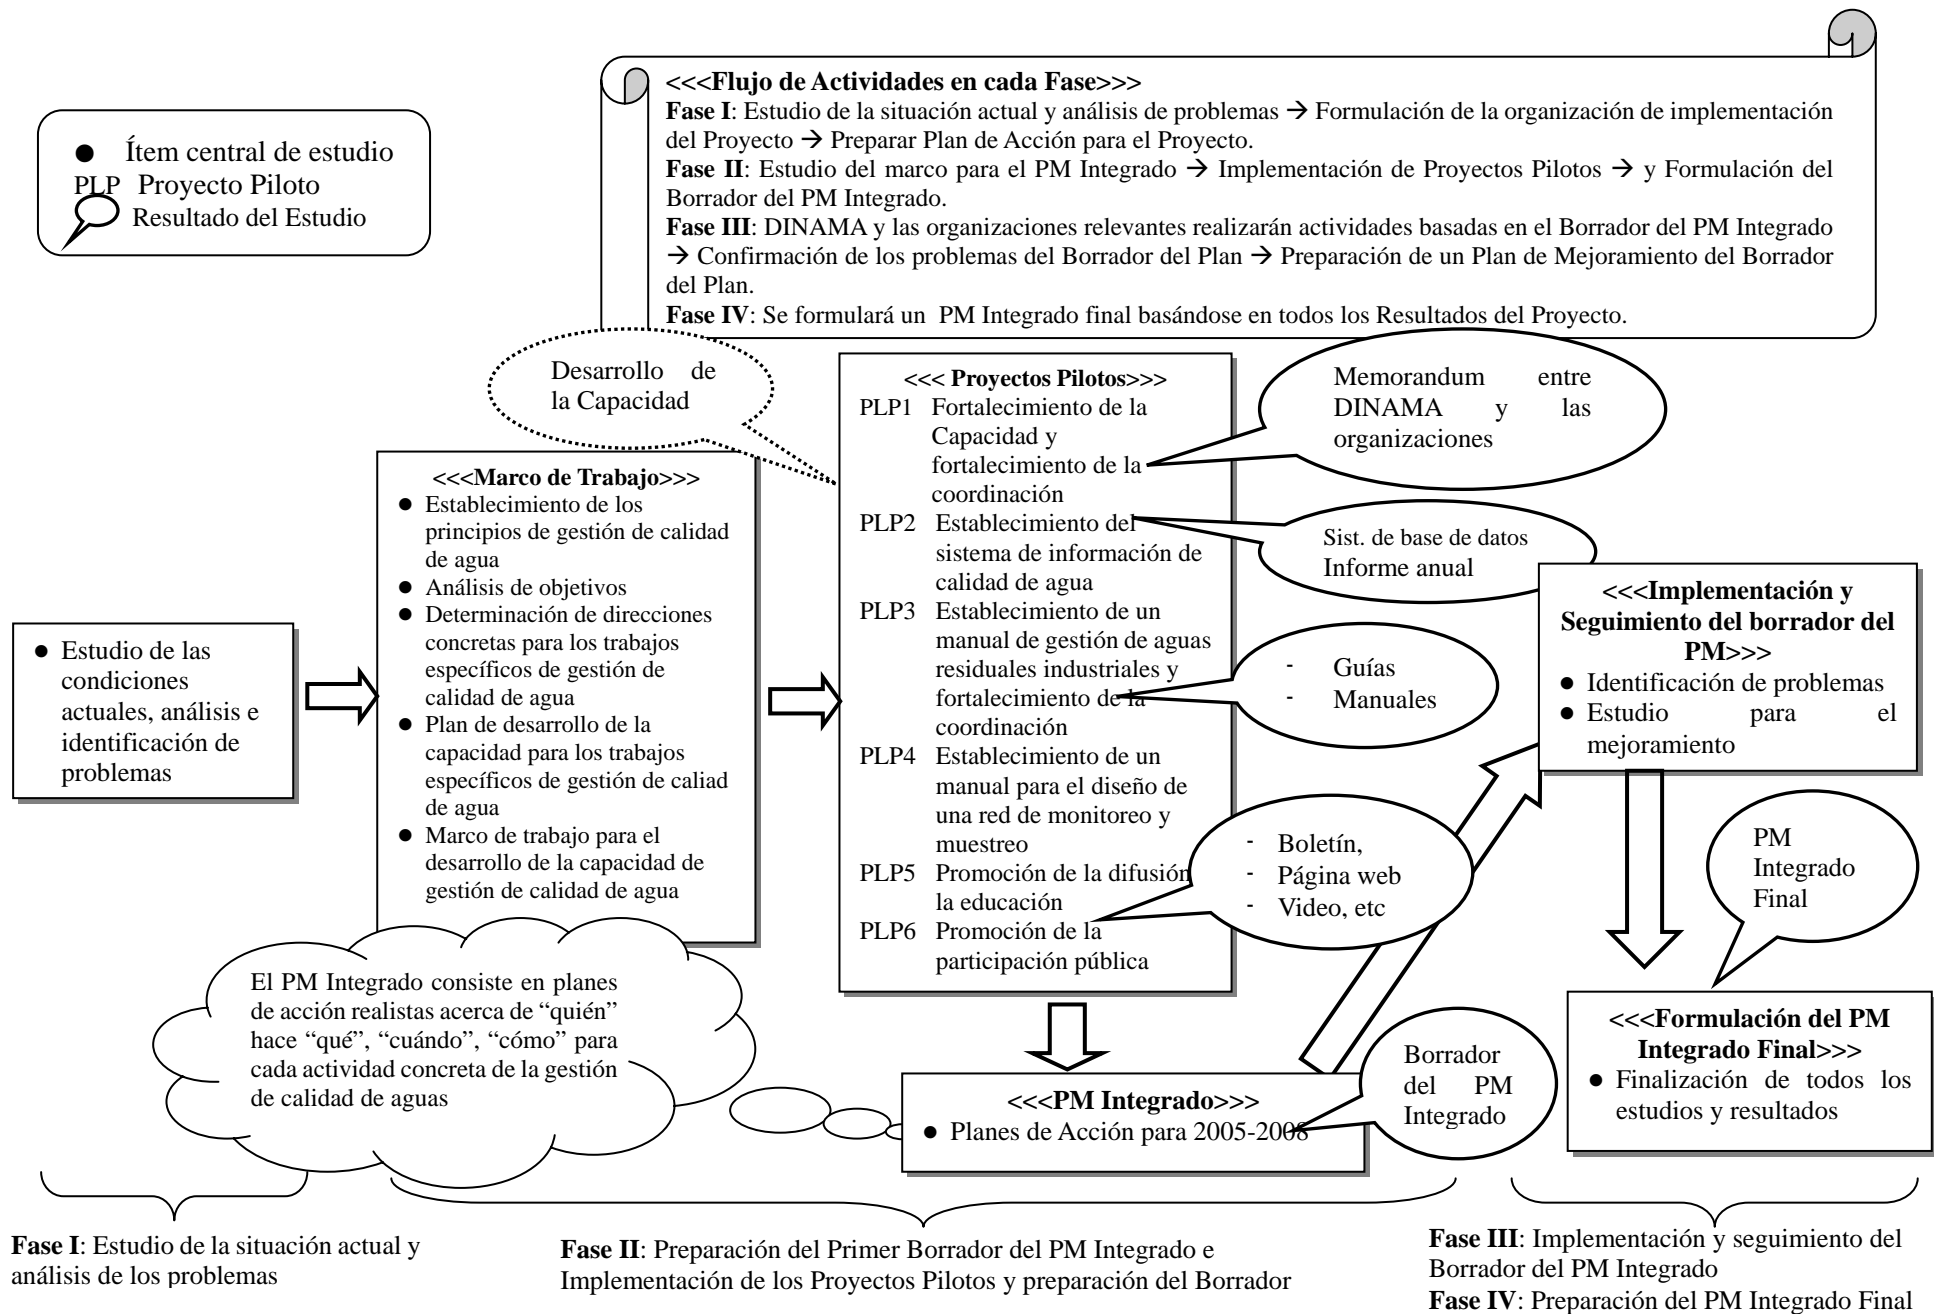 <<<Flujo de Actividades en cada Fase>>>
Fase I: Estudio de la situación actual y análisis de problemas → Formulación de la organización de implementación
del Proyecto → Preparar Plan de Acción para el Proyecto.
Fase II: Estudio del marco para el PM Integrado → Implementación de Proyectos Pilotos → y Formulación del
Borrador del PM Integrado.
Fase III: DINAMA y las organizaciones relevantes realizarán actividades basadas en el Borrador del PM Integrado
→ Confirmación de los problemas del Borrador del Plan → Preparación de un Plan de Mejoramiento del Borrador
del Plan.
Fase IV: Se formulará un PM Integrado final basándose en todos los Resultados del Proyecto.
● Ítem central de estudio
PLP Proyecto Piloto
Resultado del Estudio
Desarrollo de
la Capacidad
● Estudio de las
condiciones
actuales, análisis e
identificación de
problemas
<<<Marco de Trabajo>>>
● Establecimiento de los
principios de gestión de calidad
de agua
● Análisis de objetivos
● Determinación de direcciones
concretas para los trabajos
específicos de gestión de
calidad de agua
● Plan de desarrollo de la
capacidad para los trabajos
específicos de gestión de caliad
de agua
● Marco de trabajo para el
desarrollo de la capacidad de
gestión de calidad de agua
<<< Proyectos Pilotos>>>
PLP1 Fortalecimiento de la
Capacidad y
fortalecimiento de la
coordinación
PLP2 Establecimiento del
sistema de información de
calidad de agua
PLP3 Establecimiento de un
manual de gestión de aguas
residuales industriales y
fortalecimiento de la
coordinación
PLP4 Establecimiento de un
manual para el diseño de
una red de monitoreo y
muestreo
PLP5 Promoción de la difusión
la educación
PLP6 Promoción de la
participación pública
Memorandum entre
DINAMA y las
organizaciones
Sist. de base de datos
Informe anual
- Guías
- Manuales
- Boletín,
- Página web
- Video, etc
<<<Implementación y
Seguimiento del borrador del
PM>>>
● Identificación de problemas
● Estudio para el
mejoramiento
PM
Integrado
Final
<<<Formulación del PM
Integrado Final>>>
● Finalización de todos los
estudios y resultados
El PM Integrado consiste en planes
de acción realistas acerca de “quién”
hace “qué”, “cuándo”, “cómo” para
cada actividad concreta de la gestión
de calidad de aguas
<<<PM Integrado>>>
● Planes de Acción para 2005-2008
Borrador
del PM
Integrado
Fase I: Estudio de la situación actual y
análisis de los problemas
Fase II: Preparación del Primer Borrador del PM Integrado e
Implementación de los Proyectos Pilotos y preparación del Borrador
Fase III: Implementación y seguimiento del
Borrador del PM Integrado
Fase IV: Preparación del PM Integrado Final